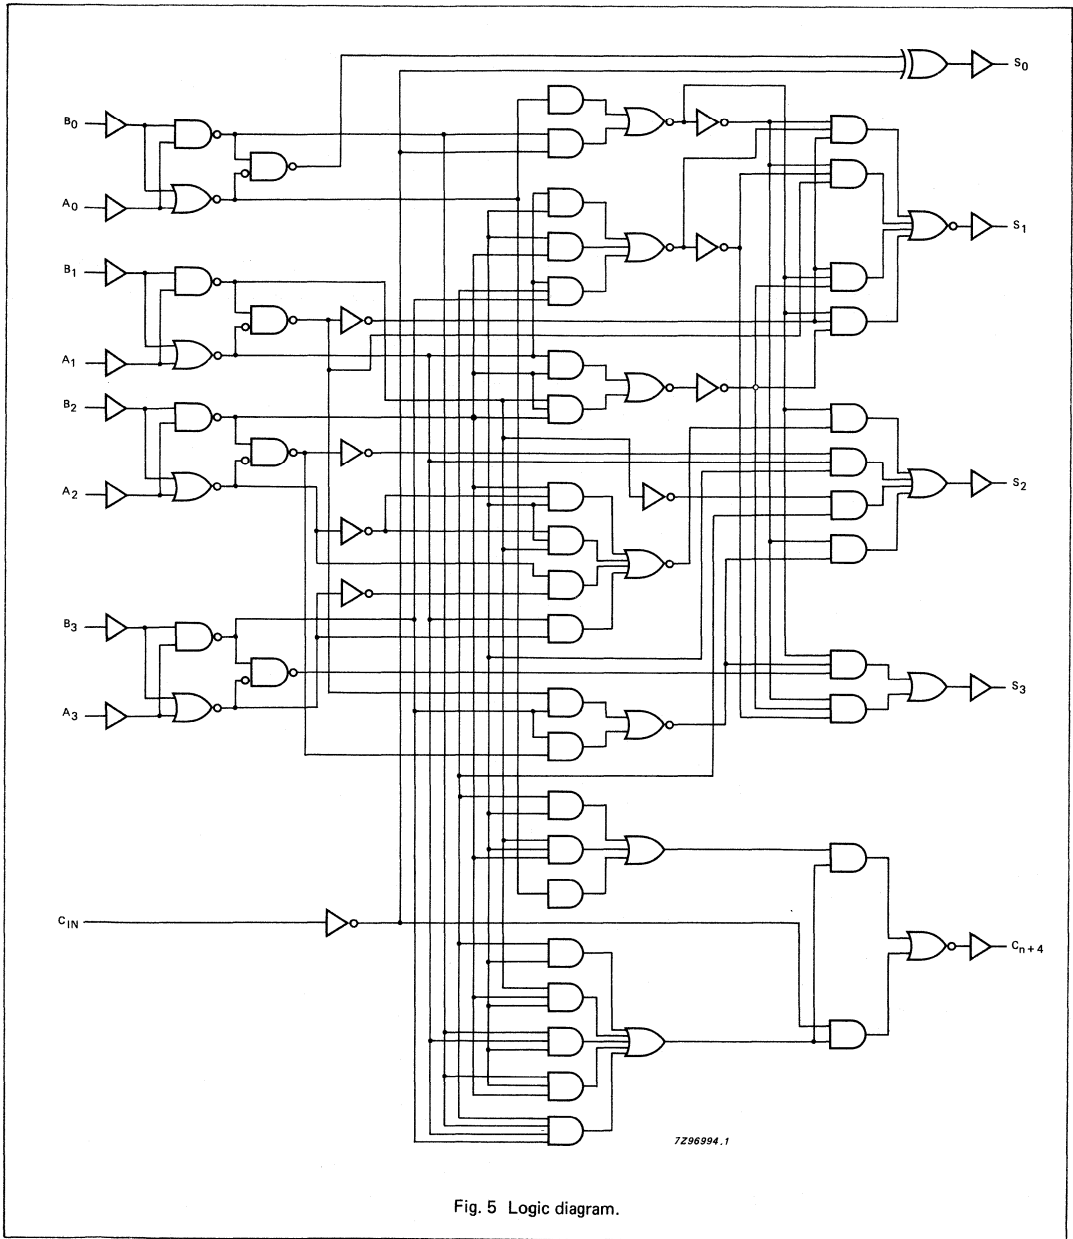 S0
B0
A0
S1
B1
A1
B2
A2
S2
B3
A3
S3
CIN
Cn+4
7Z96994.1
Fig. 5 Logic diagram.